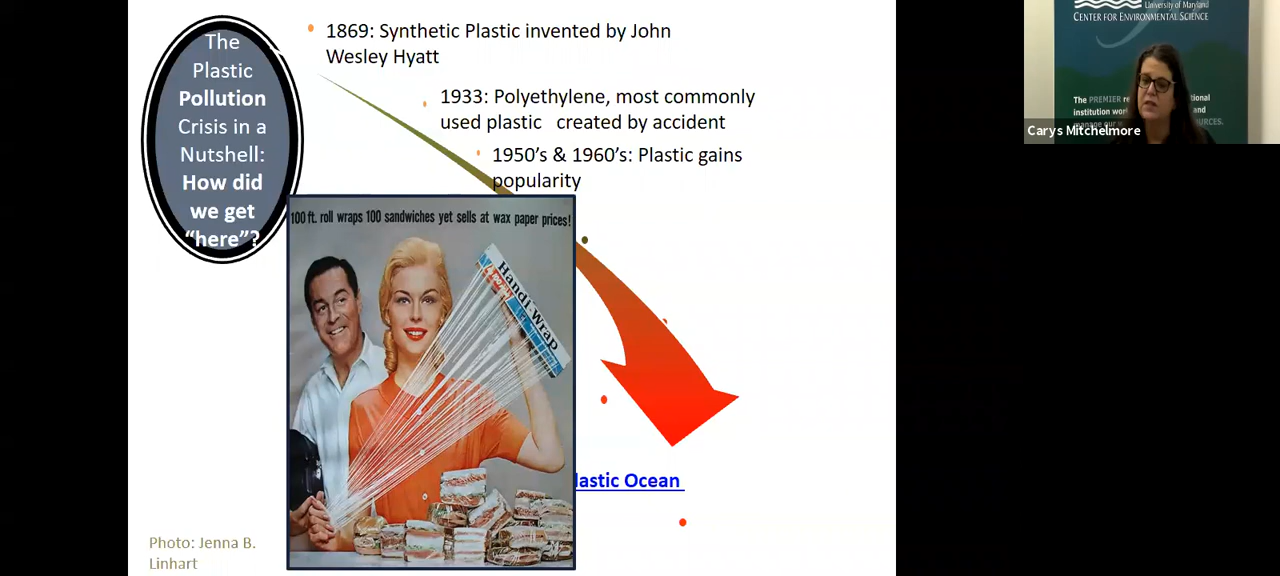 The
Plastic
Pollution
Crisis in a
Nutshell:
How did
we get
“here”?
1869: Synthetic Plastic invented by John
Wesley Hyatt
1933: Polyethylene, most commonly
used plastic created by accident
1950’s & 1960’s: Plastic gains
popularity
100 ft. roll wraps 100 sandwiches yet sells at wax paper prices!
Handi-Wrap
lastic Ocean
Photo: Jenna B.
Linhart
University of Maryland
CENTER FOR ENVIRONMENTAL SCIENCE
The PREMIER
institution and
Carys Mitchelmore